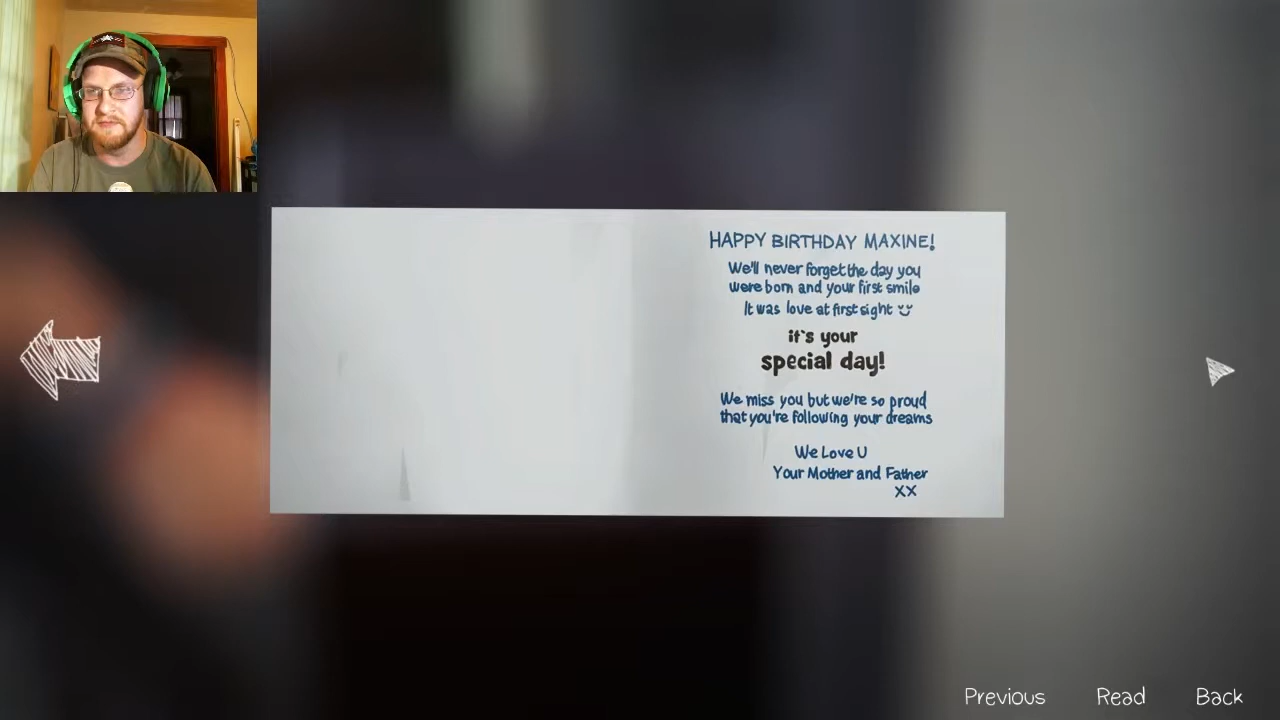 HAPPY BIRTHDAY MAXINE!
We'll never forget the day you
were born and your first smile
It was love at first sight
it's your
special day!
We miss you but we're so proud
that you're following your dreams
We Love U
Your Mother and Father
XX
Previous Read Back